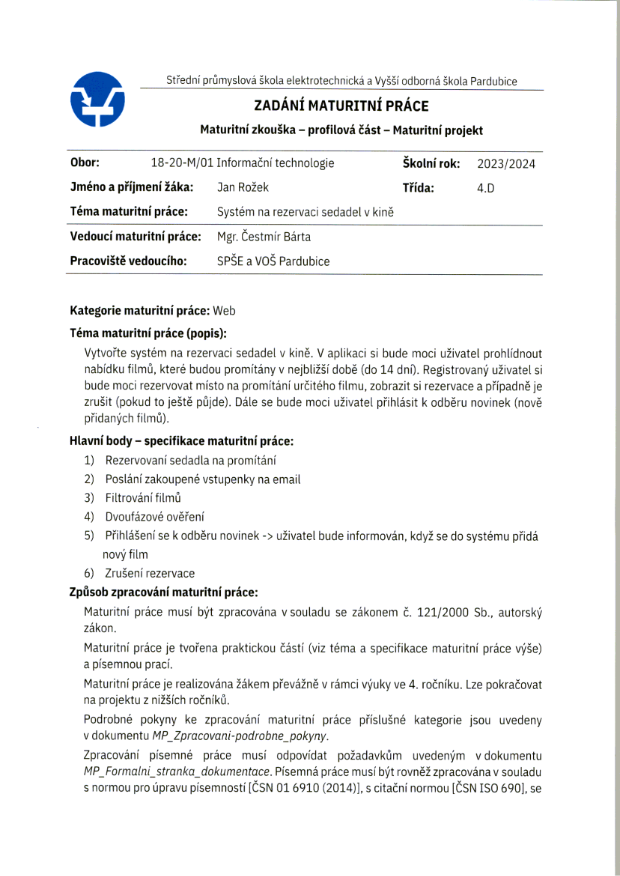 Střední průmyslová škola elektrotechnická a Vyšší odborná škola Pardubice
ZADÁNÍ MATURITNÍ PRÁCE
Maturitní zkouška – profilová část – Maturitní projekt
Obor: 18-20-M/01 Informační technologie Školní rok: 2023/2024
Jméno a příjmení žáka: Jan Rožek Třída: 4.D
Téma maturitní práce: Systém na rezervaci sedadel v kině
Vedoucí maturitní práce: Mgr. Čestmír Bárta
Pracoviště vedoucího: SPŠE a VOŠ Pardubice
Kategorie maturitní práce: Web
Téma maturitní práce (popis):
Vytvořte systém na rezervaci sedadel v kině. V aplikaci si bude moci uživatel prohlídnout
nabídku filmů, které budou promítány v nejbližší době (do 14 dní). Registrovaný uživatel si
bude moci rezervovat místo na promítání určitého filmu, zobrazit si rezervace a případně je
zrušit (pokud to ještě půjde). Dále se bude moci uživatel přihlásit k odběru novinek (nově
přidaných filmů).
Hlavní body – specifikace maturitní práce:
1) Rezervovaní sedadla na promítání
2) Poslání zakoupené vstupenky na email
3) Filtrování filmů
4) Dvoufázové ověření
5) Přihlášení se k odběru novinek -> uživatel bude informován, když se do systému přidá
nový film
6) Zrušení rezervace
Způsob zpracování maturitní práce:
Maturitní práce musí být zpracována v souladu se zákonem č. 121/2000 Sb., autorský
zákon.
Maturitní práce je tvořena praktickou částí (viz téma a specifikace maturitní práce výše)
a písemnou prací.
Maturitní práce je realizována žákem převážně v rámci výuky ve 4. ročníku. Lze pokračovat
na projektu z nižších ročníků.
Podrobné pokyny ke zpracování maturitní práce příslušné kategorie jsou uvedeny
v dokumentu MP_Zpracovani-podrobne_pokyny.
Zpracování písemné práce musí odpovídat požadavkům uvedeným v dokumentu
MP_Formalni_stranka_dokumentace. Písemná práce musí být rovněž zpracována v souladu
s normou pro úpravu písemností [ČSN 01 6910 (2014)], s citační normou [ČSN ISO 690], se